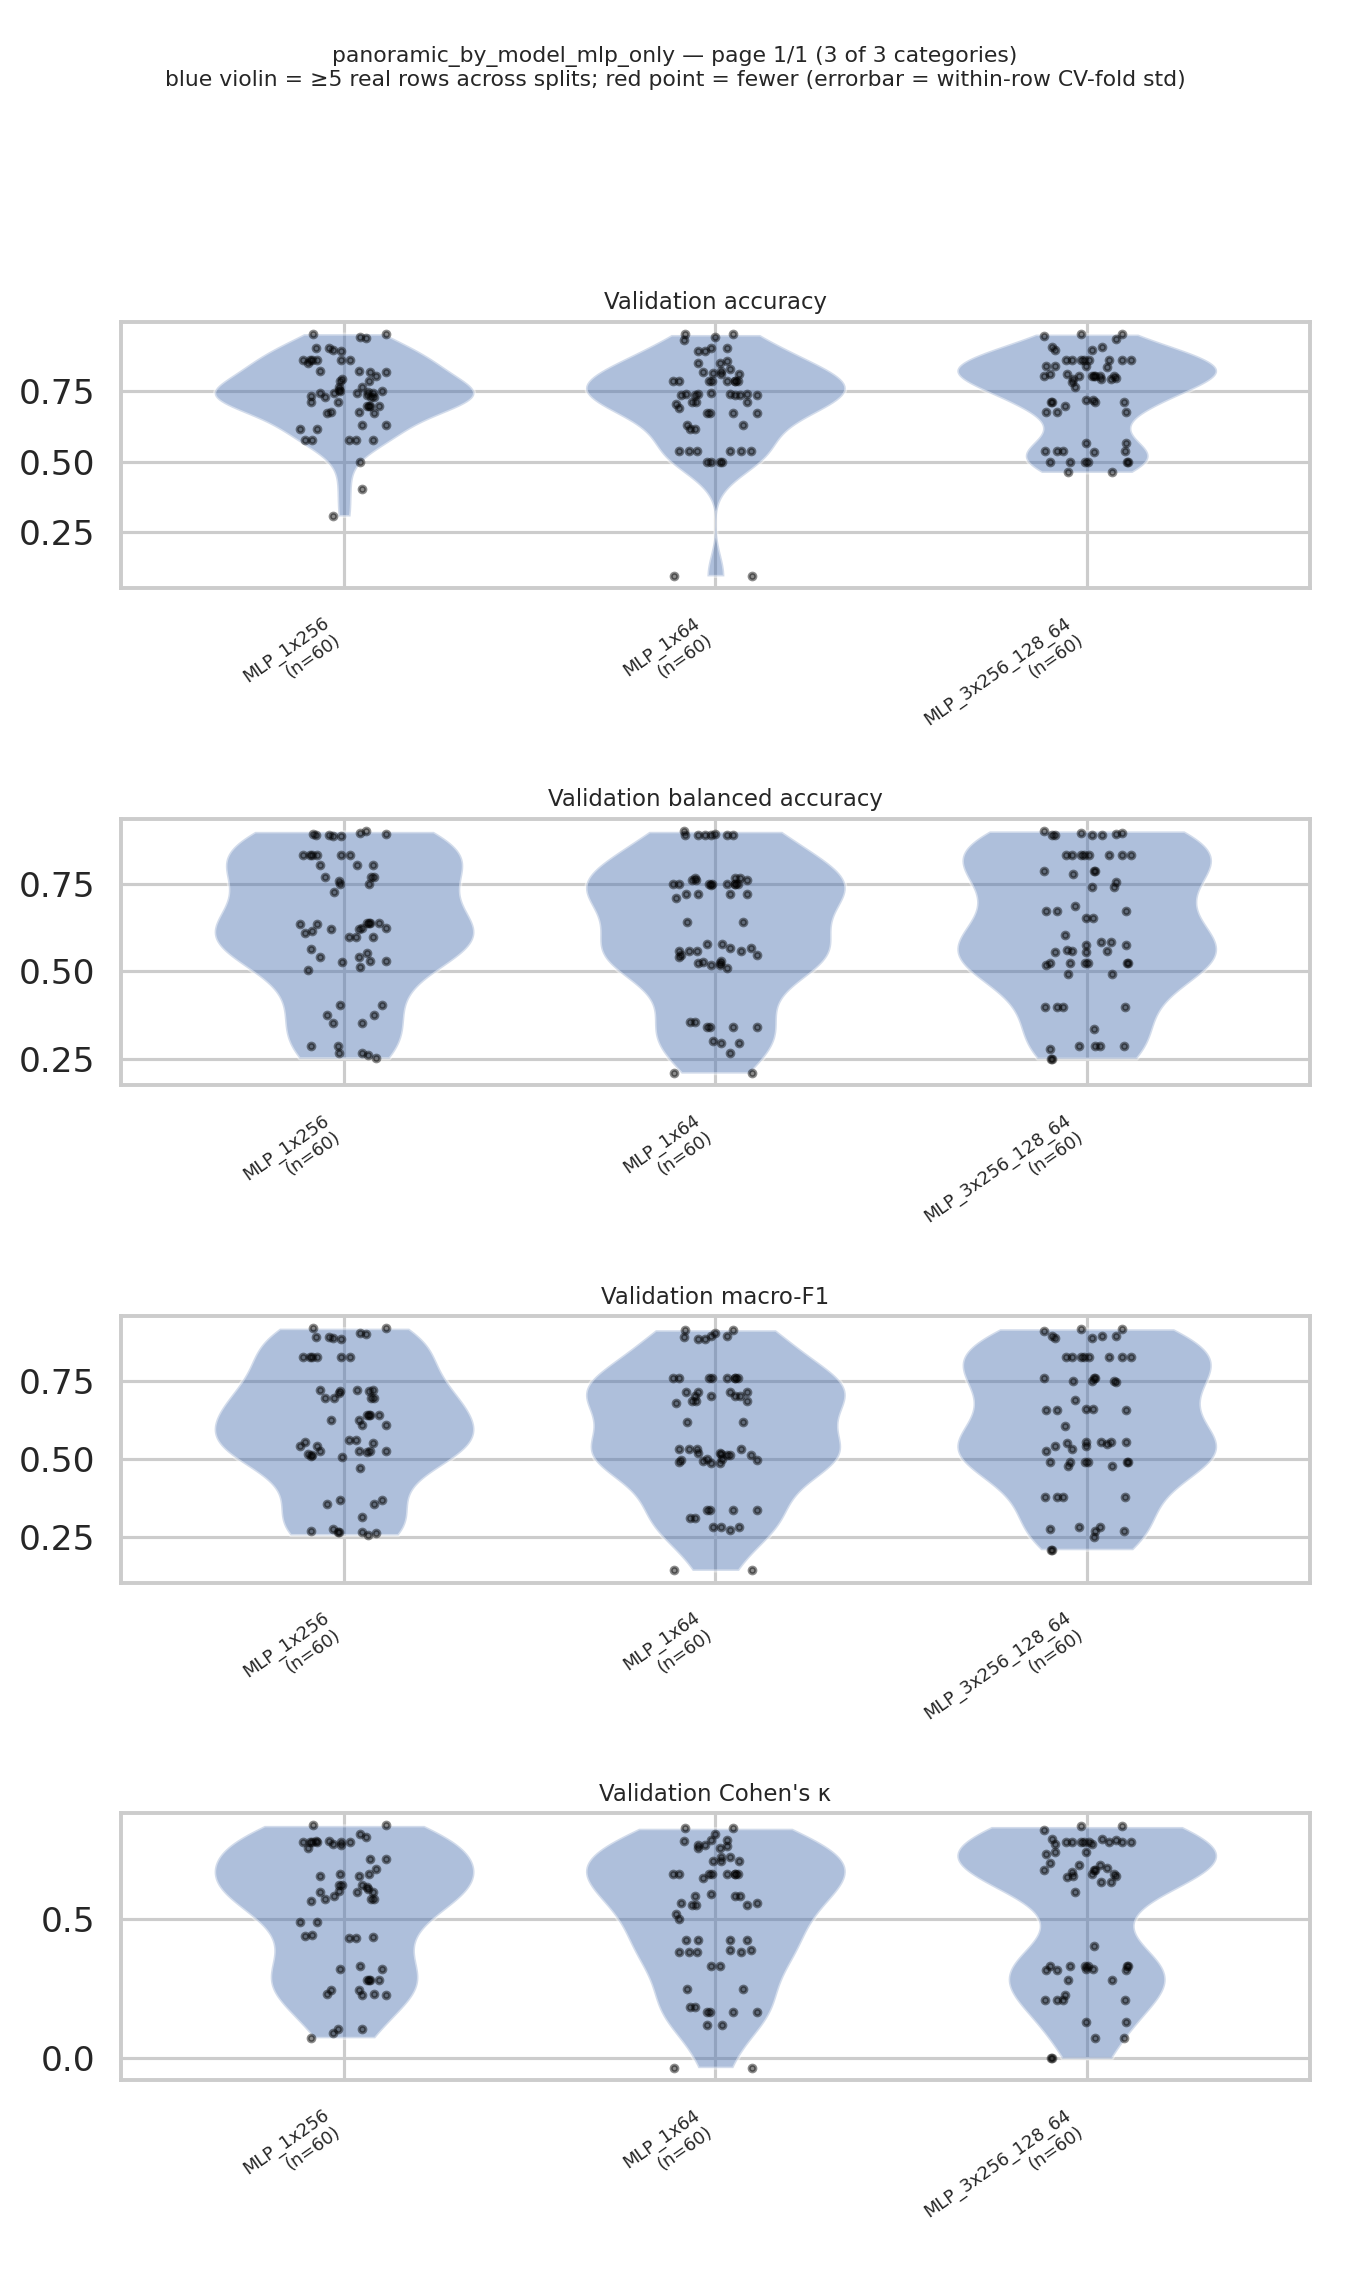 panoramic_by_model_mlp_only — page 1/1 (3 of 3 categories)
blue violin = ≥5 real rows across splits; red point = fewer (errorbar = within-row CV-fold std)
Validation accuracy
0.75
0.50
0.25
MLP_1x256
(n=60)
MLP_1x64
(n=60)
MLP_3x256_128_64
(n=60)
Validation balanced accuracy
0.75
0.50
0.25
MLP_1x256
(n=60)
MLP_1x64
(n=60)
MLP_3x256_128_64
(n=60)
Validation macro-F1
0.75
0.50
0.25
MLP_1x256
(n=60)
MLP_1x64
(n=60)
MLP_3x256_128_64
(n=60)
Validation Cohen's κ
0.5
0.0
MLP_1x256
(n=60)
MLP_1x64
(n=60)
MLP_3x256_128_64
(n=60)